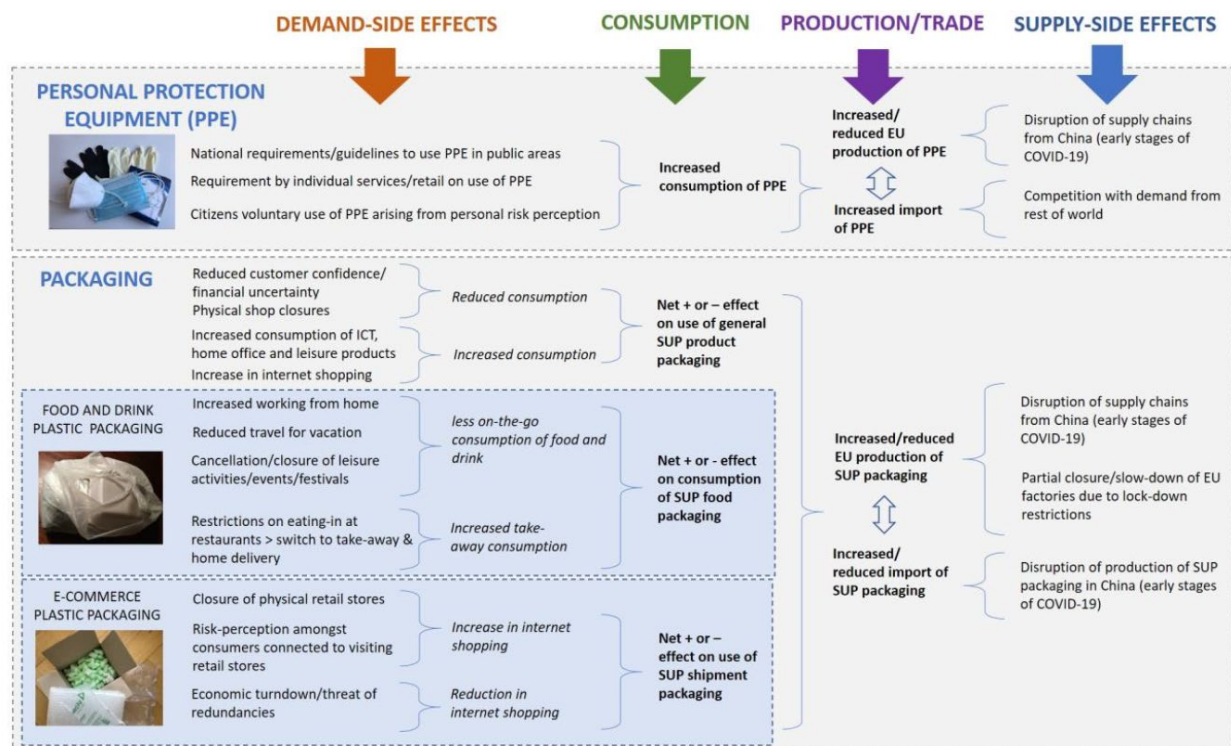 DEMAND-SIDE EFFECTS
CONSUMPTION
PRODUCTION/TRADE
SUPPLY-SIDE EFFECTS
PERSONAL PROTECTION
EQUIPMENT (PPE)
National requirements/guidelines to use PPE in public areas
Requirement by individual services/retail on use of PPE
Citizens voluntary use of PPE arising from personal risk perception
Increased
consumption of PPE
Increased/
reduced EU
production of PPE
Increased import
of PPE
Disruption of supply chains
from China (early stages of
COVID-19)
Competition with demand from
rest of world
PACKAGING
Reduced customer confidence/
financial uncertainty
Physical shop closures
Reduced consumption
Increased consumption of ICT,
home office and leisure products
Increase in internet shopping
Increased consumption
Net + or – effect
on use of general
SUP product
packaging
FOOD AND DRINK
PLASTIC PACKAGING
Increased working from home
Reduced travel for vacation
Cancellation/closure of leisure
activities/events/festivals
less on-the-go
consumption of food and
drink
Restrictions on eating-in at
restaurants > switch to take-away &
home delivery
Increased take-
away consumption
Net + or - effect
on consumption
of SUP food
packaging
E-COMMERCE
PLASTIC PACKAGING
Closure of physical retail stores
Risk-perception amongst
consumers connected to visiting
retail stores
Increase in internet
shopping
Economic turndown/threat of
redundancies
Reduction in
internet shopping
Net + or –
effect on use of
SUP shipment
packaging
Increased/reduced
EU production of
SUP packaging
Increased/
reduced import of
SUP packaging
Disruption of supply chains
from China (early stages of
COVID-19)
Partial closure/slow-down of EU
factories due to lock-down
restrictions
Disruption of production of SUP
packaging in China (early stages
of COVID-19)